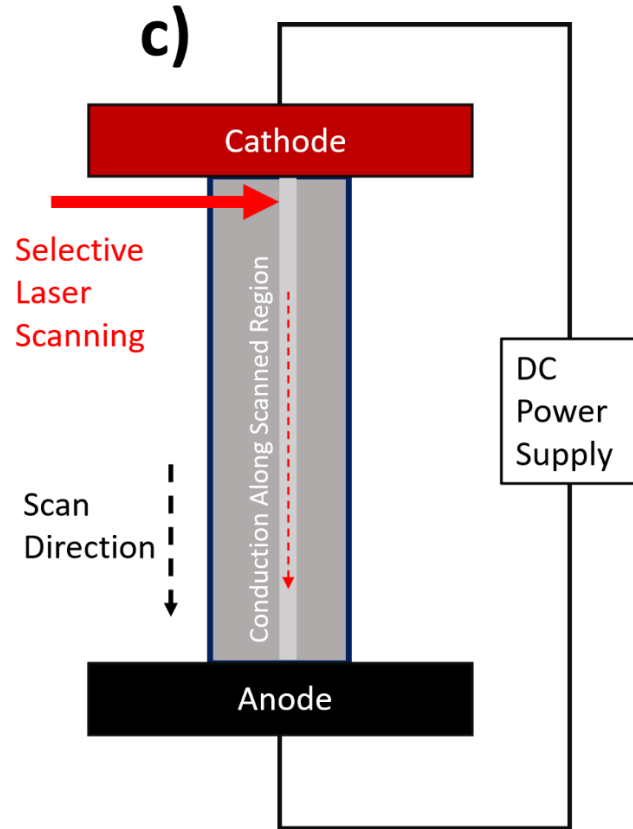 c)
Cathode
Selective
Laser
Scanning
Conduction Along Scanned Region
DC
Power
Supply
Scan
Direction
Anode